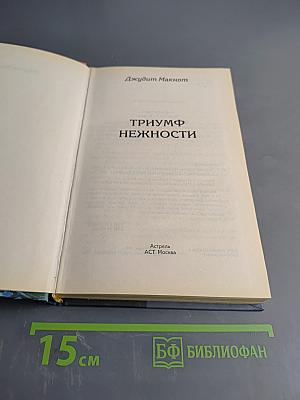 Джудит Макнот
ТРИУМФ
НЕЖНОСТИ
Астрель
АСТ. Москва
15 см
БФ БИБЛИОФАН